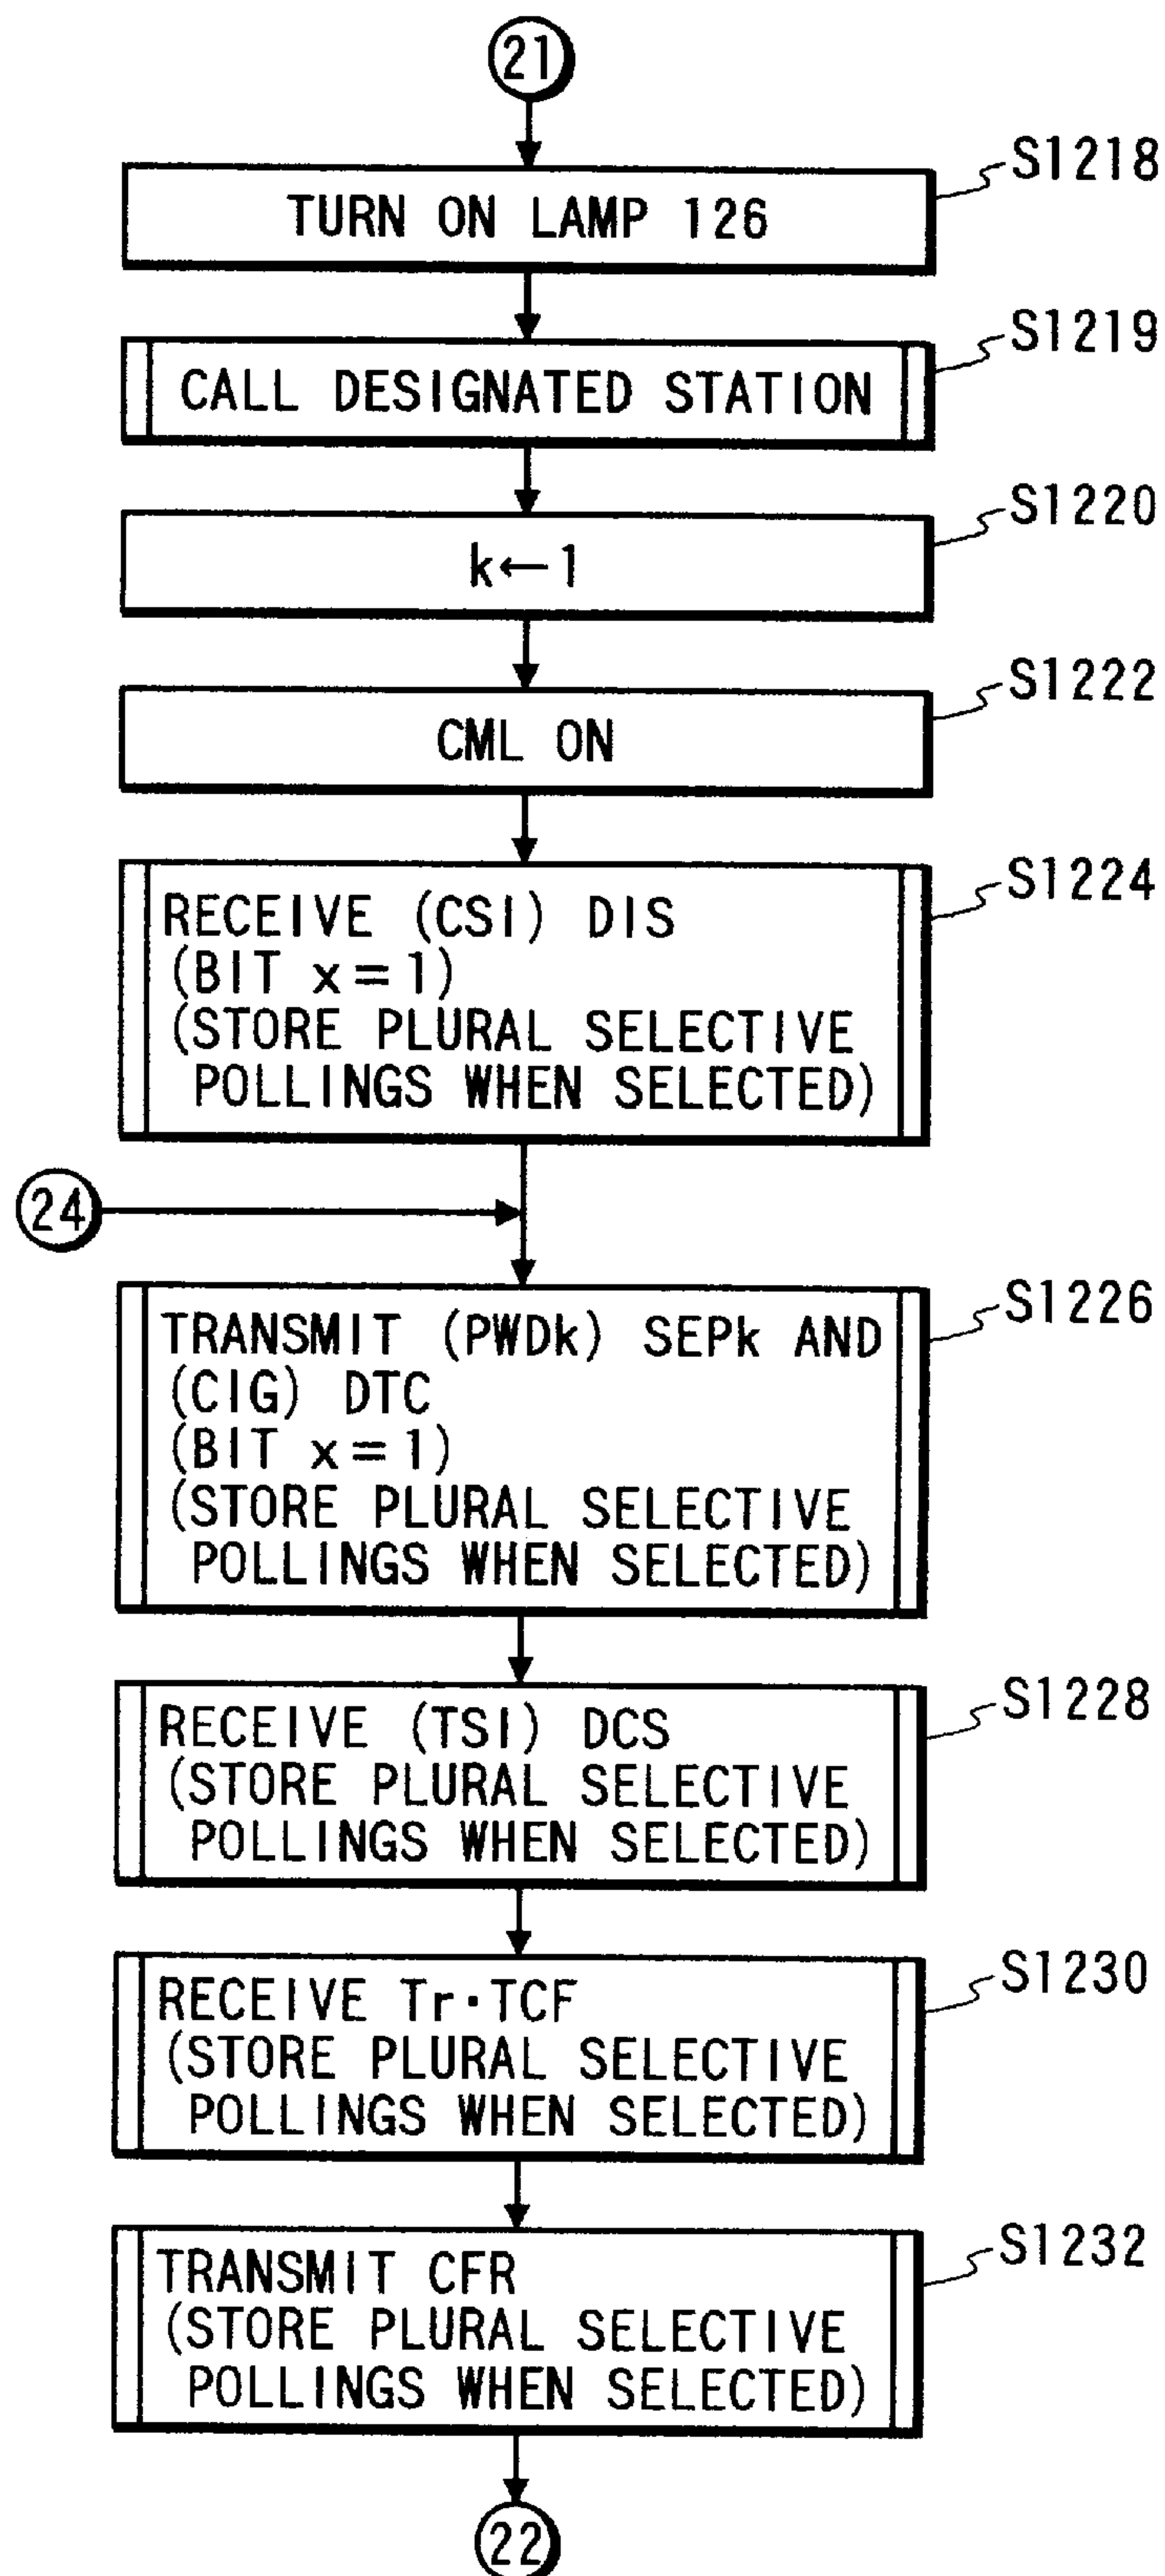 21
S1218
TURN ON LAMP 126
S1219
CALL DESIGNATED STATION
S1220
k←1
S1222
CML ON
S1224
RECEIVE (CSI) DIS
(BIT x=1)
(STORE PLURAL SELECTIVE
POLLINGS WHEN SELECTED)
24
S1226
TRANSMIT (PWDk) SEPk AND
(CIG) DTC
(BIT x=1)
(STORE PLURAL SELECTIVE
POLLINGS WHEN SELECTED)
S1228
RECEIVE (TSI) DCS
(STORE PLURAL SELECTIVE
POLLINGS WHEN SELECTED)
S1230
RECEIVE Tr·TCF
(STORE PLURAL SELECTIVE
POLLINGS WHEN SELECTED)
S1232
TRANSMIT CFR
(STORE PLURAL SELECTIVE
POLLINGS WHEN SELECTED)
22